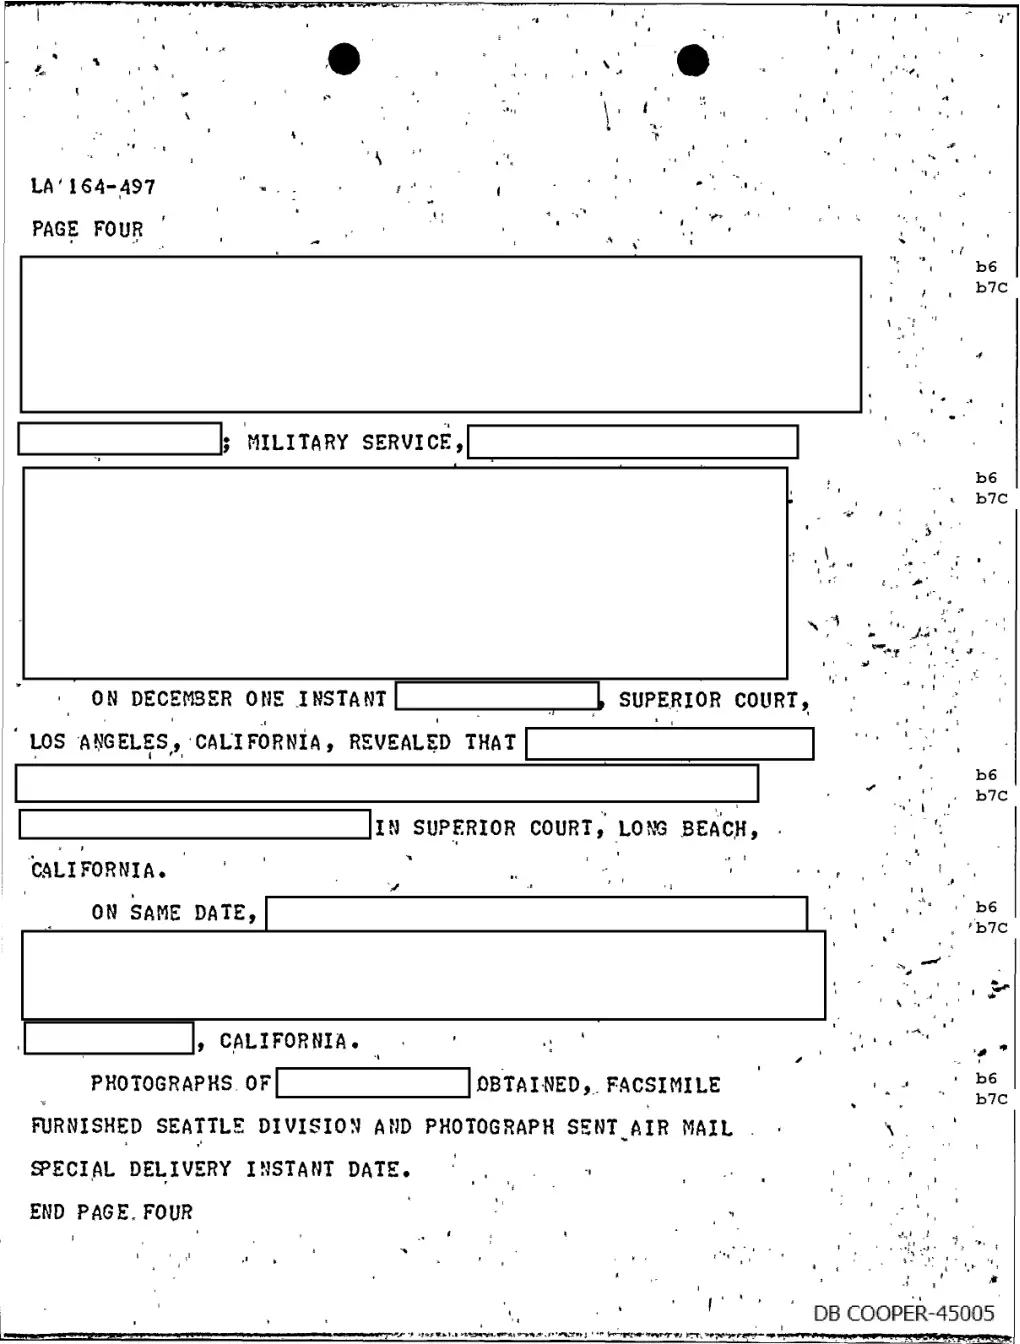 LA 164-497
PAGE FOUR
b6
b7C
; MILITARY SERVICE,
b6
b7C
ON DECEMBER ONE INSTANT , SUPERIOR COURT,
LOS ANGELES, CALIFORNIA, REVEALED THAT
b6
b7C
IN SUPERIOR COURT, LONG BEACH,
CALIFORNIA.
ON SAME DATE,
b6
b7C
, CALIFORNIA.
PHOTOGRAPHS OF OBTAINED, FACSIMILE
b6
b7C
FURNISHED SEATTLE DIVISION AND PHOTOGRAPH SENT AIR MAIL
SPECIAL DELIVERY INSTANT DATE.
END PAGE FOUR
DB COOPER-45005